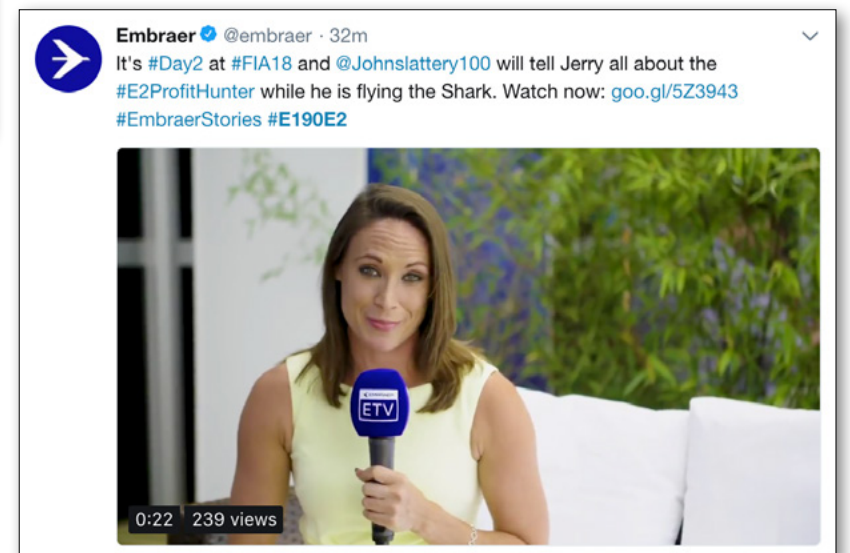 Embraer @embraer · 32m
It's #Day2 at #FIA18 and @Johnslattery100 will tell Jerry all about the
#E2ProfitHunter while he is flying the Shark. Watch now: goo.gl/5Z3943
#EmbraerStories #E190E2
ETV
0:22 239 views